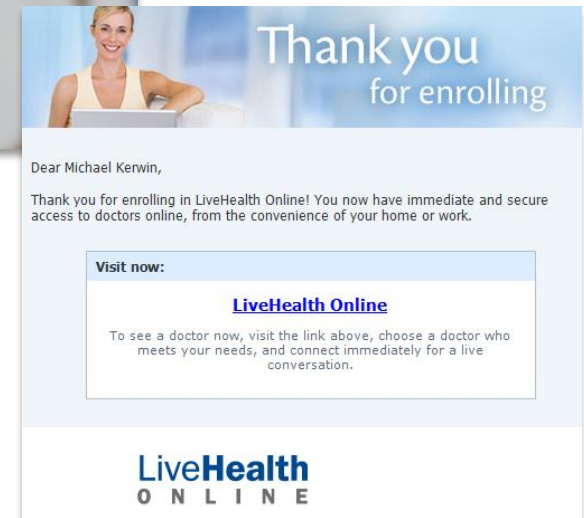 Thank you
for enrolling
Dear Michael Kerwin,
Thank you for enrolling in LiveHealth Online! You now have immediate and secure
access to doctors online, from the convenience of your home or work.
Visit now:
LiveHealth Online
To see a doctor now, visit the link above, choose a doctor who
meets your needs, and connect immediately for a live
conversation.
LiveHealth
ONLINE